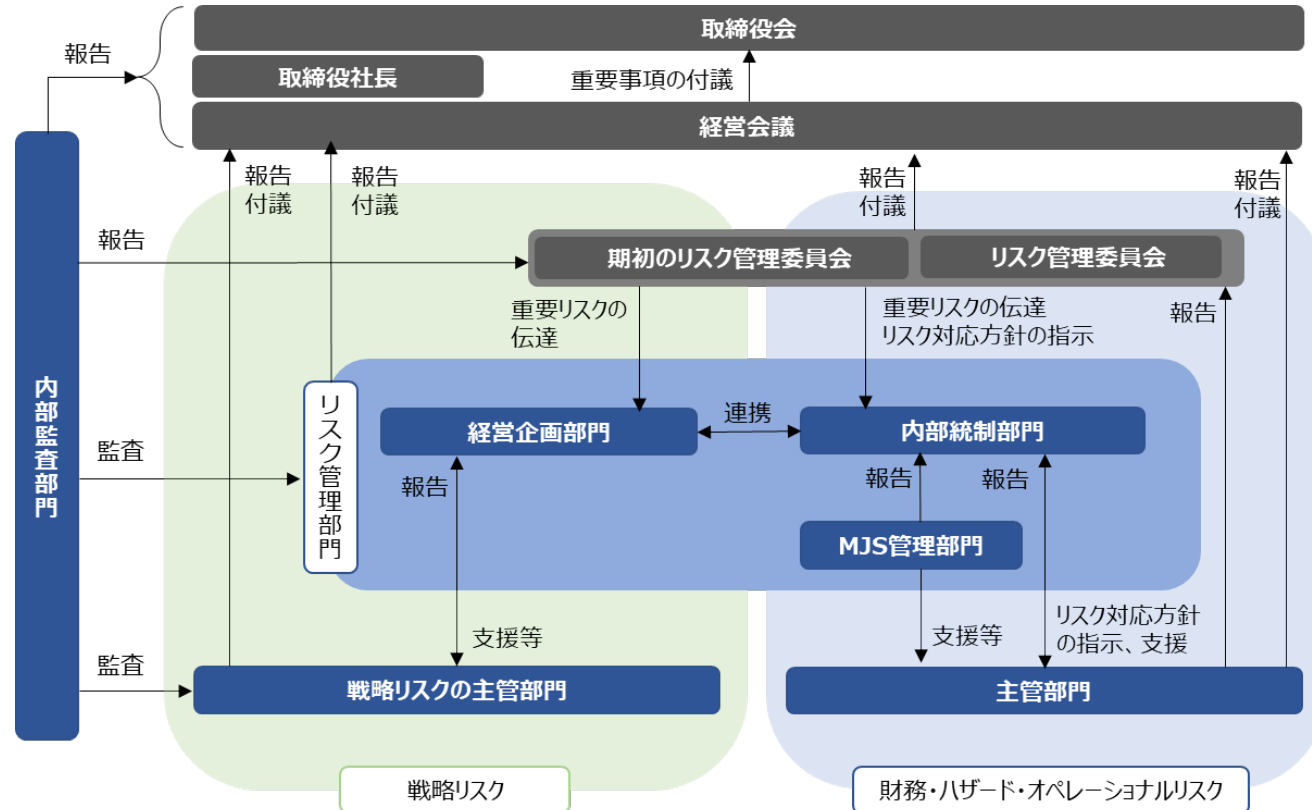 取締役会
報告
取締役社長
重要事項の付議
経営会議
報告
付議
報告
付議
報告
付議
報告
付議
報告
期初のリスク管理委員会
リスク管理委員会
重要リスクの
伝達
重要リスクの伝達
リスク対応方針の指示
報告
内部監査部門
リスク管理部門
経営企画部門
連携
内部統制部門
監査
報告
報告
報告
MJS管理部門
支援等
支援等
リスク対応方針
の指示、支援
監査
戦略リスクの主管部門
主管部門
戦略リスク
財務・ハザード・オペレーショナルリスク